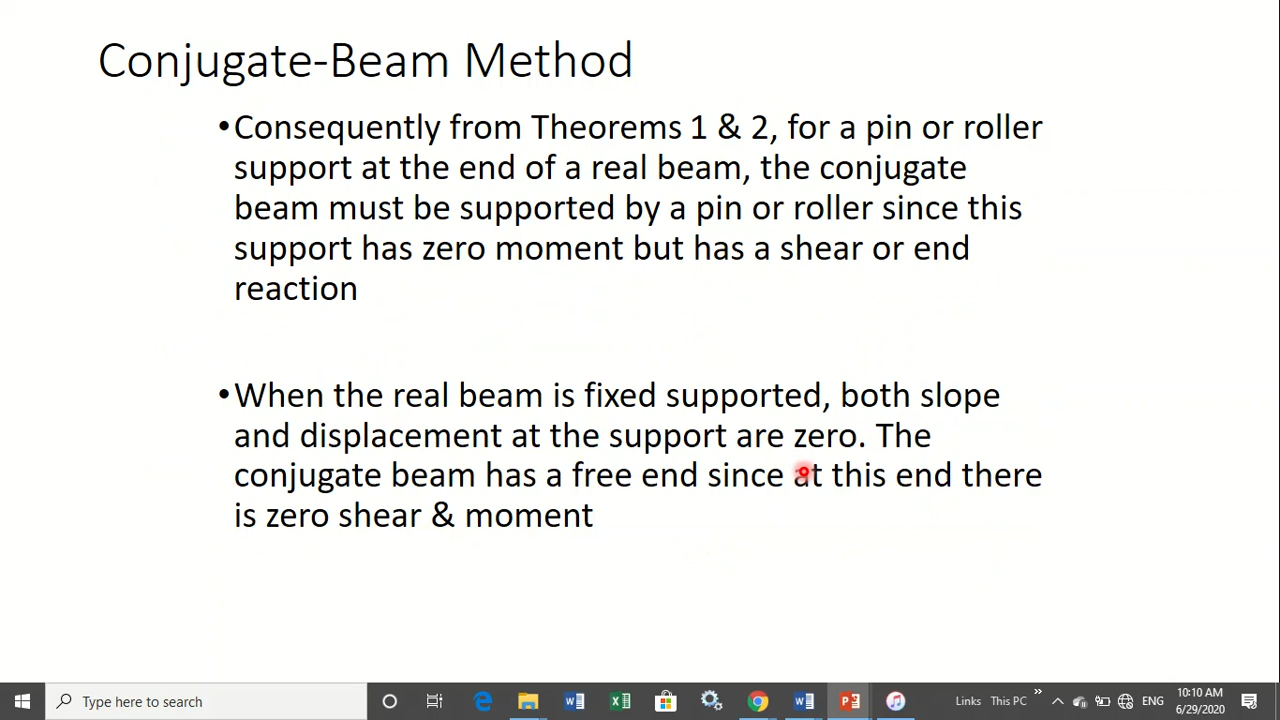 Conjugate-Beam Method
•Consequently from Theorems 1 & 2, for a pin or roller
support at the end of a real beam, the conjugate
beam must be supported by a pin or roller since this
support has zero moment but has a shear or end
reaction
•When the real beam is fixed supported, both slope
and displacement at the support are zero. The
conjugate beam has a free end since at this end there
is zero shear & moment
Type here to search
Links This PC » ENG
10:10 AM
6/29/2020